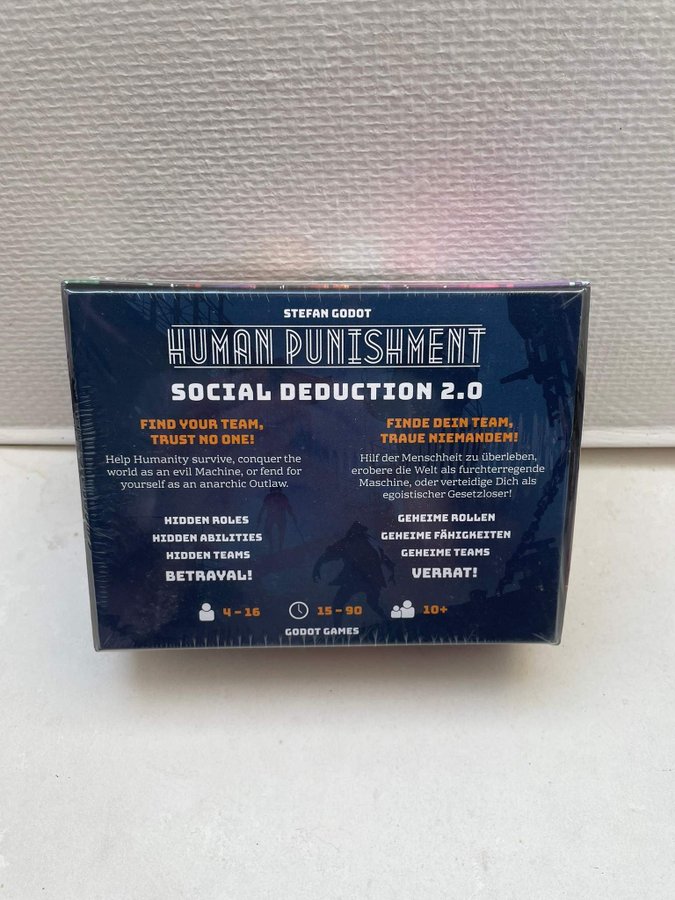 STEFAN GODOT
HUMAN PUNISHMENT
SOCIAL DEDUCTION 2.0
FIND YOUR TEAM,
TRUST NO ONE!
Help Humanity survive, conquer the
world as an evil Machine, or fend for
yourself as an anarchic Outlaw.
HIDDEN ROLES
HIDDEN ABILITIES
HIDDEN TEAMS
BETRAYAL!
FINDE DEIN TEAM,
TRAUE NIEMANDEM!
Hilf der Menschheit zu überleben,
erobere die Welt als furchterregende
Maschine, oder verteidige Dich als
egoistischer Gesetzloser!
GEHEIME ROLLEN
GEHEIME FÄHIGKEITEN
GEHEIME TEAMS
VERRAT!
4 – 16 15 – 90 10+
GODOT GAMES